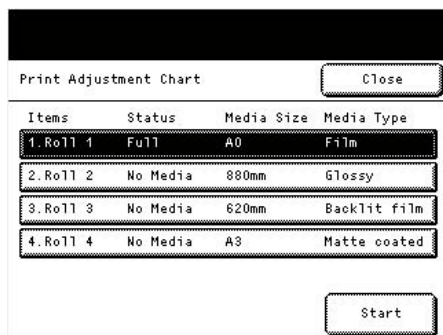 Print Adjustment Chart Close
Items Status Media Size Media Type
1.Roll 1 Full A0 Film
2.Roll 2 No Media 880mm Glossy
3.Roll 3 No Media 620mm Backlit film
4.Roll 4 No Media A3 Matte coated
Start